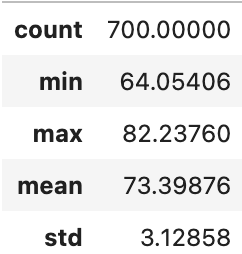 count 700.00000
min 64.05406
max 82.23760
mean 73.39876
std 3.12858